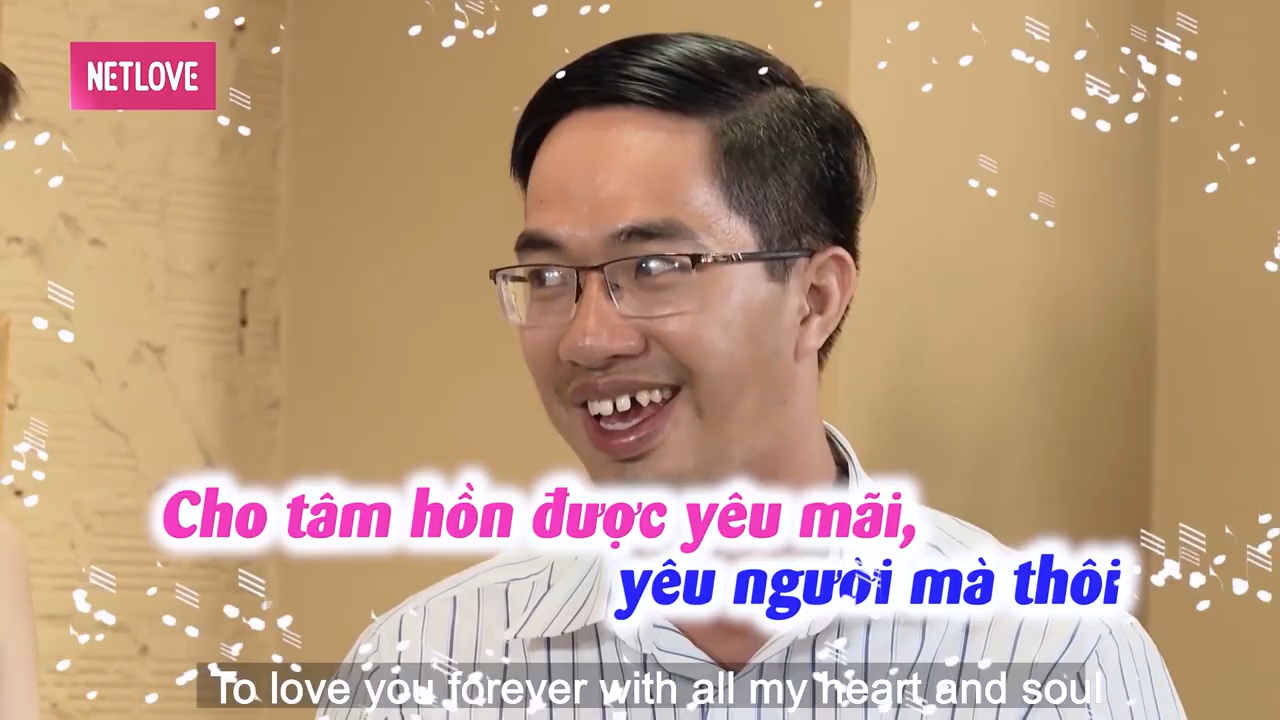 NETLOVE
Cho tâm hồn được yêu mãi,
yêu người mà thôi
To love you forever with all my heart and soul